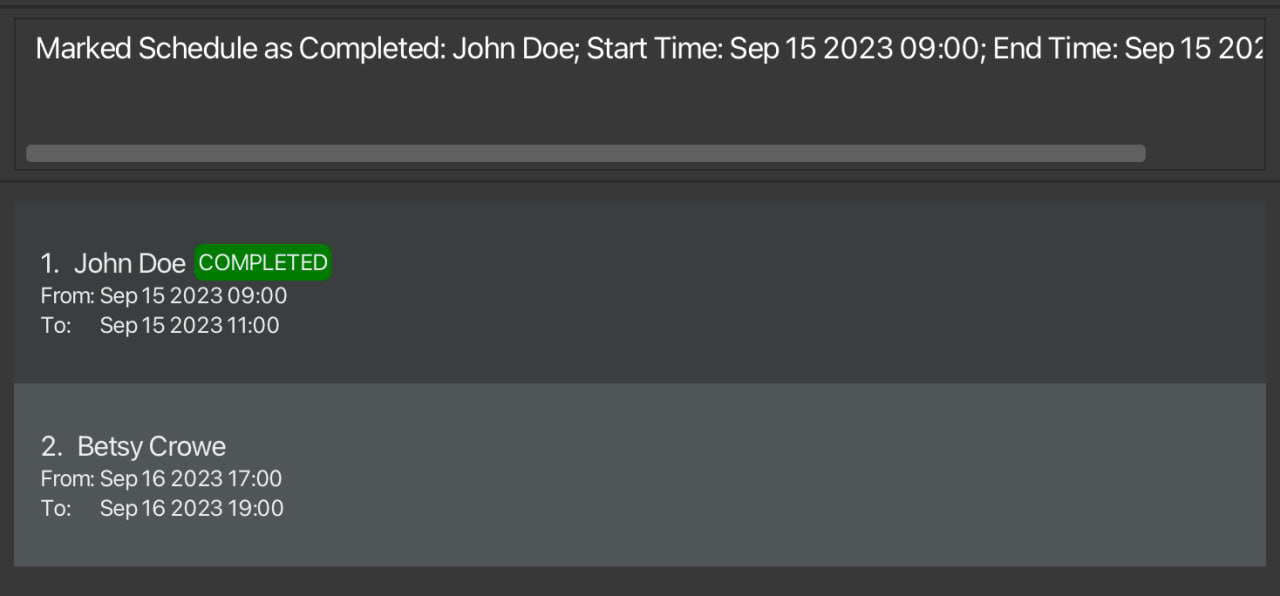 Marked Schedule as Completed: John Doe; Start Time: Sep 15 2023 09:00; End Time: Sep 15 202
1. John Doe COMPLETED
From: Sep 15 2023 09:00
To: Sep 15 2023 11:00
2. Betsy Crowe
From: Sep 16 2023 17:00
To: Sep 16 2023 19:00